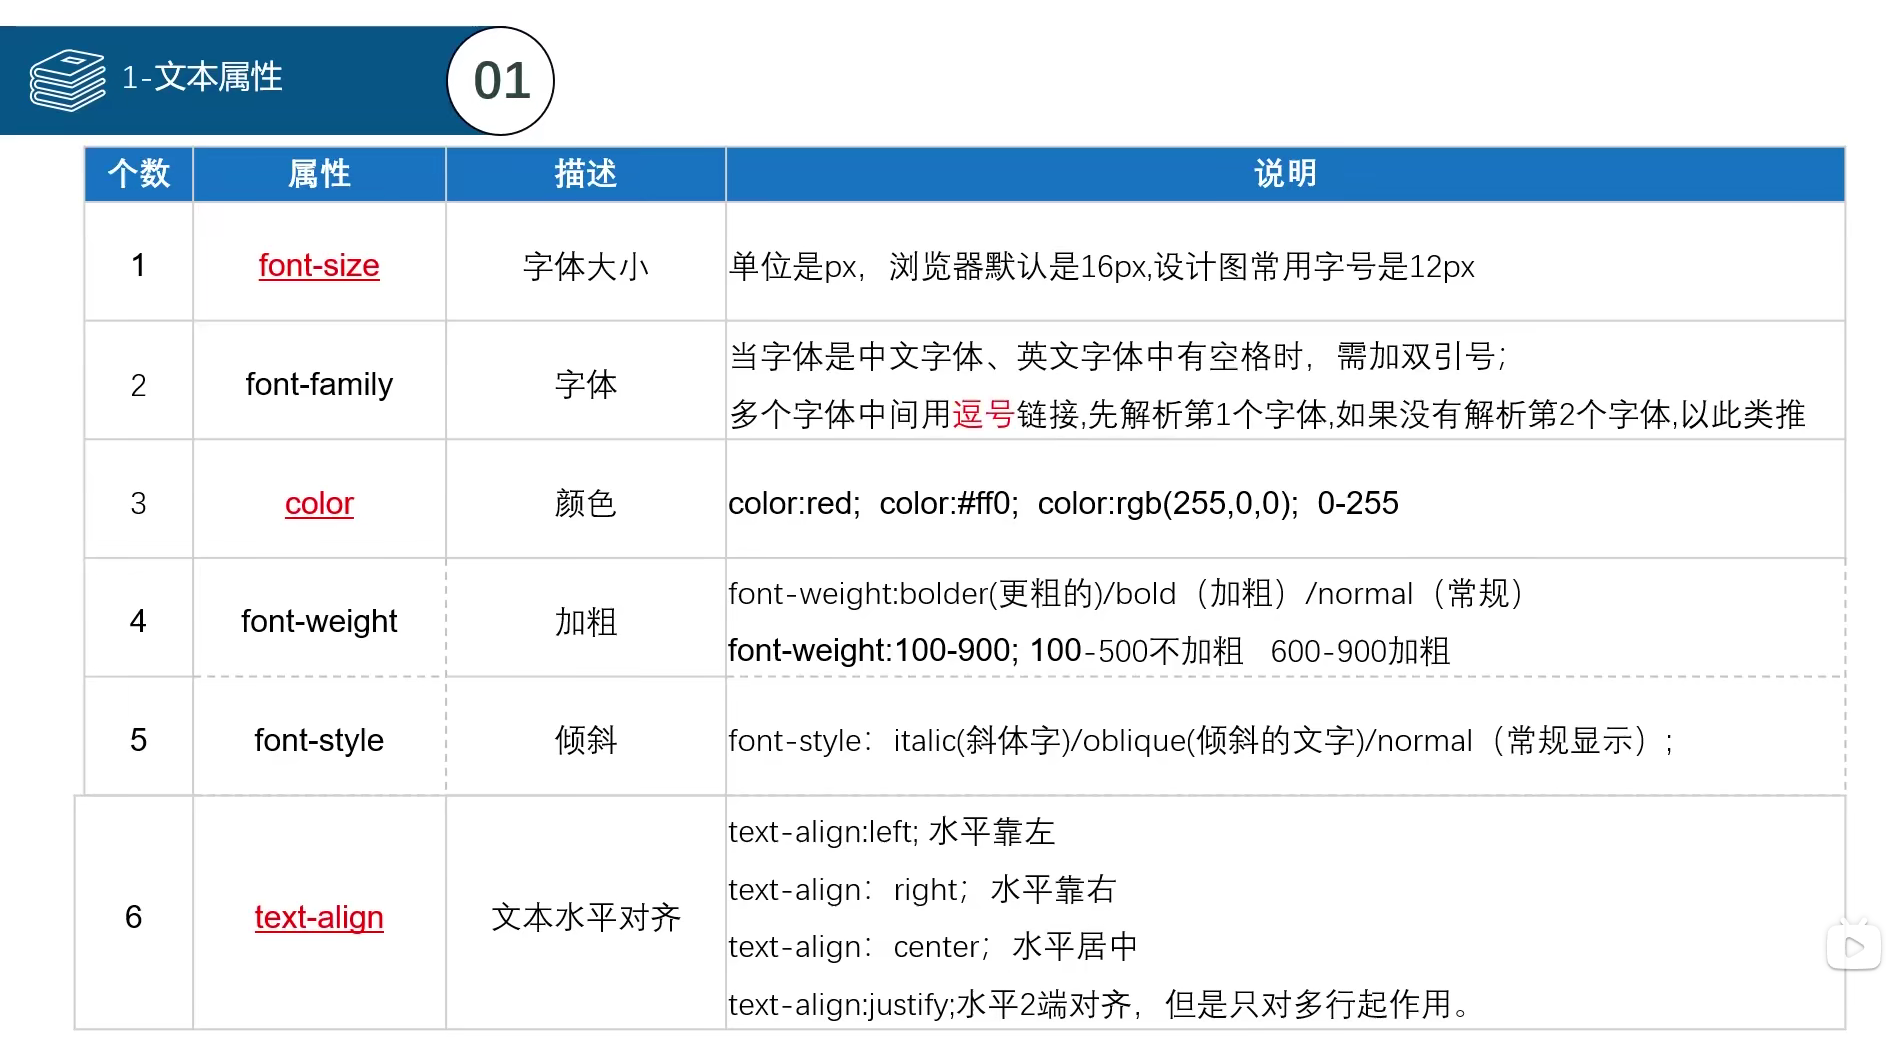 1-文本属性
01
个数 属性 描述 说明
1 font-size 字体大小 单位是px，浏览器默认是16px,设计图常用字号是12px
2 font-family 字体 当字体是中文字体、英文字体中有空格时，需加双引号；
多个字体中间用逗号链接,先解析第1个字体,如果没有解析第2个字体,以此类推
3 color 颜色 color:red; color:#ff0; color:rgb(255,0,0); 0-255
4 font-weight 加粗 font-weight:bolder(更粗的)/bold（加粗）/normal（常规）
font-weight:100-900; 100-500不加粗 600-900加粗
5 font-style 倾斜 font-style：italic(斜体字)/oblique(倾斜的文字)/normal（常规显示）;
6 text-align 文本水平对齐 text-align:left; 水平靠左
text-align：right；水平靠右
text-align：center；水平居中
text-align:justify;水平2端对齐，但是只对多行起作用。